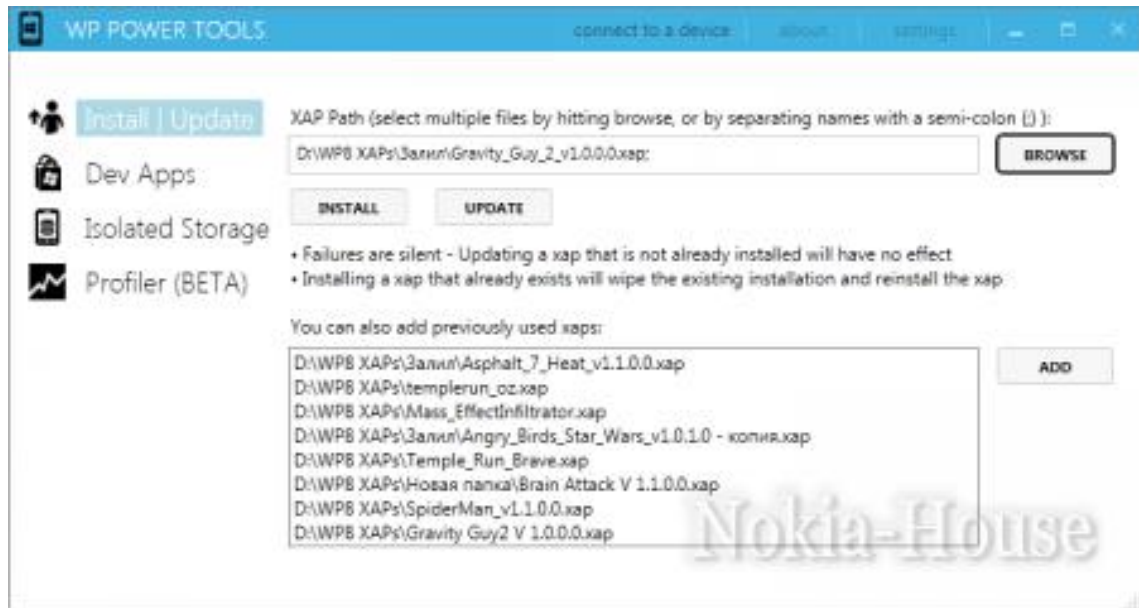 WP POWER TOOLS
connect to a device
about
settings
Install | Update
Dev Apps
Isolated Storage
Profiler (BETA)
XAP Path (select multiple files by hitting browse, or by separating names with a semi-colon (;) ):
D:\WP8 XAPs\Залил\Gravity_Guy_2_v1.0.0.0.xap;
BROWSE
INSTALL
UPDATE
• Failures are silent - Updating a xap that is not already installed will have no effect
• Installing a xap that already exists will wipe the existing installation and reinstall the xap
You can also add previously used xaps:
D:\WP8 XAPs\Залил\Asphalt_7_Heat_v1.1.0.0.xap
D:\WP8 XAPs\templerun_oz.xap
D:\WP8 XAPs\Mass_EffectInfiltrator.xap
D:\WP8 XAPs\Залил\Angry_Birds_Star_Wars_v1.0.1.0 - копия.xap
D:\WP8 XAPs\Temple_Run_Brave.xap
D:\WP8 XAPs\Новая папка\Brain Attack V 1.1.0.0.xap
D:\WP8 XAPs\SpiderMan_v1.1.0.0.xap
D:\WP8 XAPs\Gravity Guy2 V 1.0.0.0.xap
ADD
Nokia-House